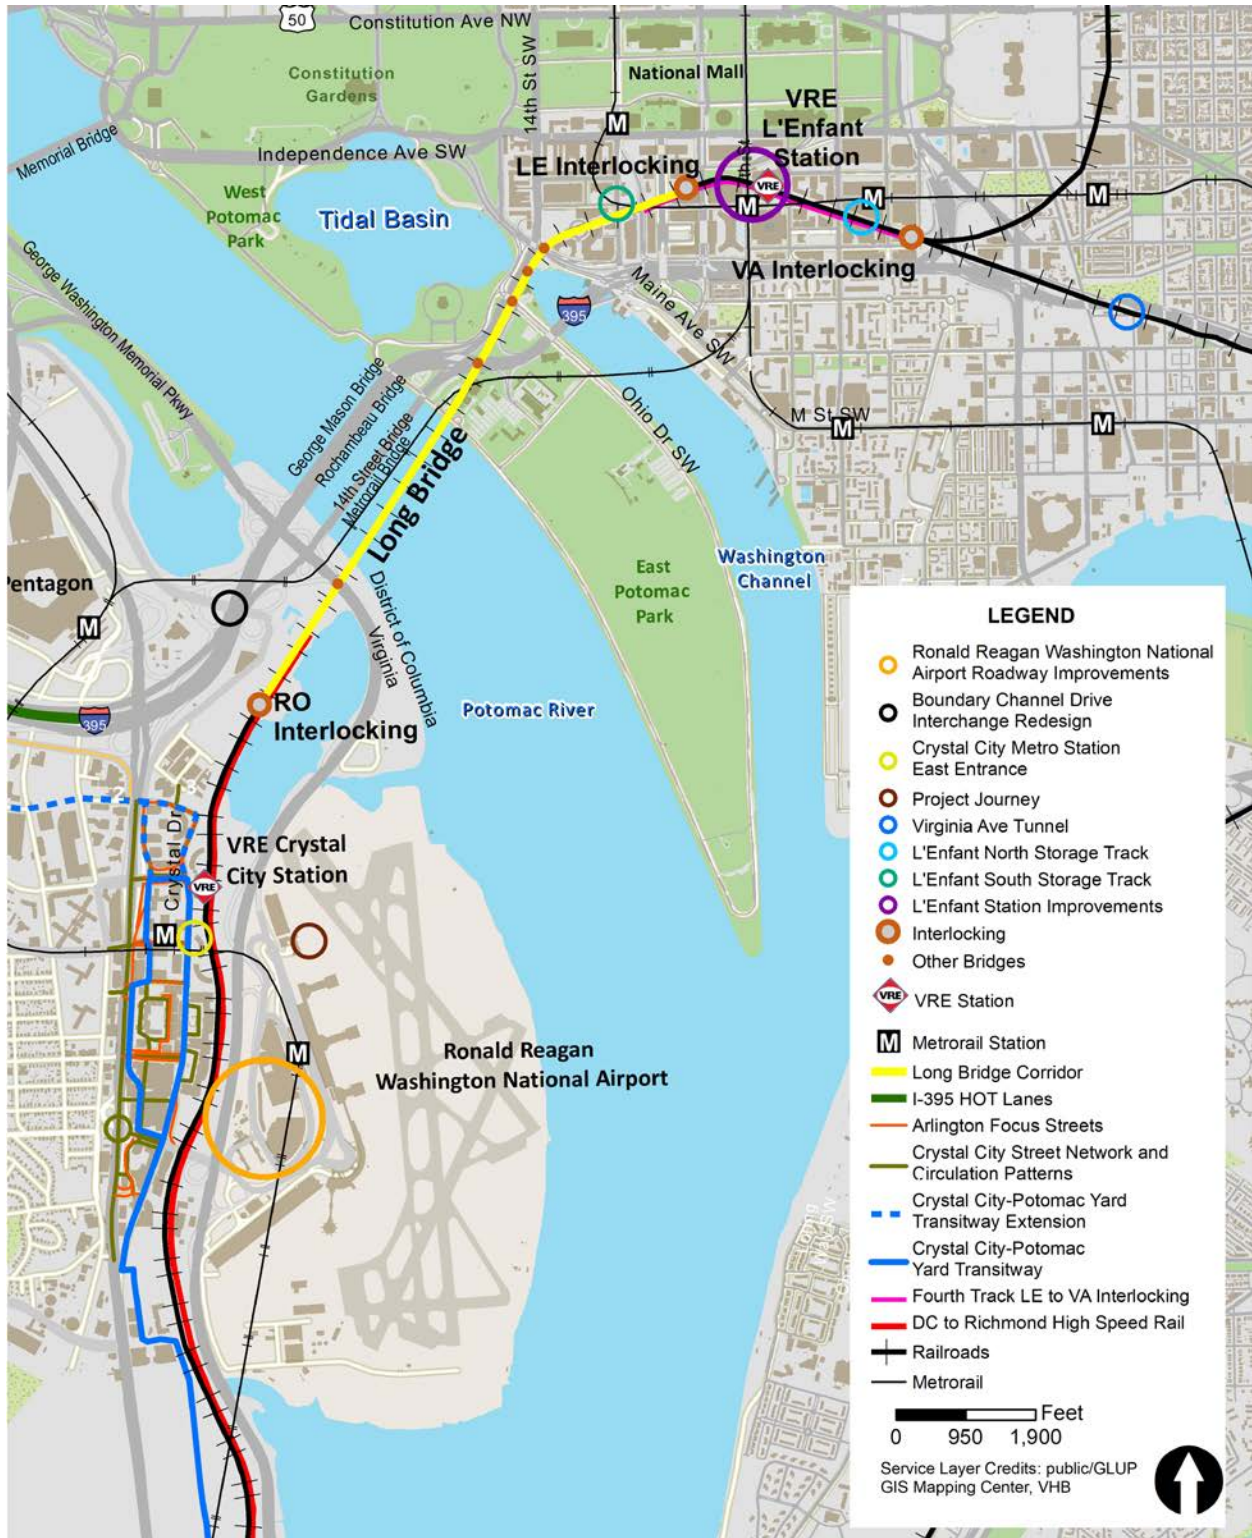 50
Constitution Ave NW
14th St SW
National Mall
Constitution
Gardens
M
VRE
L'Enfant
Station
Memorial Bridge
Independence Ave SW
LE Interlocking
7th St
VRE
M
M
M
West
Potomac
Park
Tidal Basin
VA Interlocking
George Washington Memorial Pkwy
395
Maine Ave SW
George Mason Bridge
Rochambeau Bridge
14th Street Bridge
Metrorail Bridge
Long Bridge
Ohio Dr SW
M St SW
M
M
Washington
Channel
East
Potomac
Park
Pentagon
M
District of Columbia
Virginia
RO
Interlocking
395
Potomac River
2
3
Crystal Dr
VRE Crystal
City Station
VRE
M
M
Ronald Reagan
Washington National Airport
LEGEND
Ronald Reagan Washington National
Airport Roadway Improvements
Boundary Channel Drive
Interchange Redesign
Crystal City Metro Station
East Entrance
Project Journey
Virginia Ave Tunnel
L'Enfant North Storage Track
L'Enfant South Storage Track
L'Enfant Station Improvements
Interlocking
Other Bridges
VRE
VRE Station
M
Metrorail Station
Long Bridge Corridor
I-395 HOT Lanes
Arlington Focus Streets
Crystal City Street Network and
Circulation Patterns
Crystal City-Potomac Yard
Transitway Extension
Crystal City-Potomac
Yard Transitway
Fourth Track LE to VA Interlocking
DC to Richmond High Speed Rail
Railroads
Metrorail
Feet
0 950 1,900
Service Layer Credits: public/GLUP
GIS Mapping Center, VHB